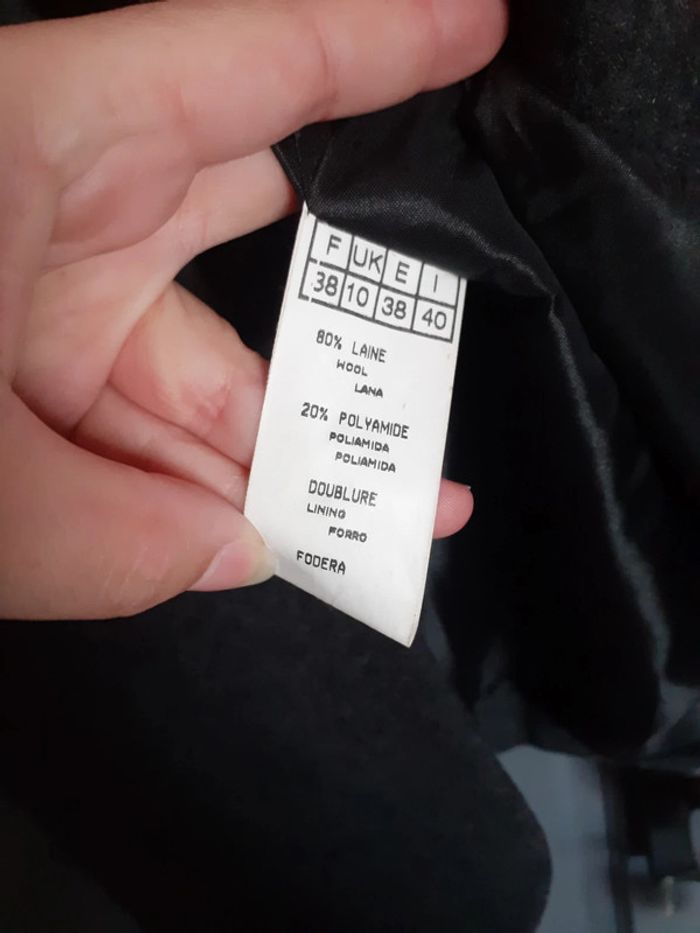 F UK E I
38 10 38 40
80% LAINE
WOOL
LANA
20% POLYAMIDE
POLIAMIDA
POLIAMIDA
DOUBLURE
LINING
FORRO
FODERA